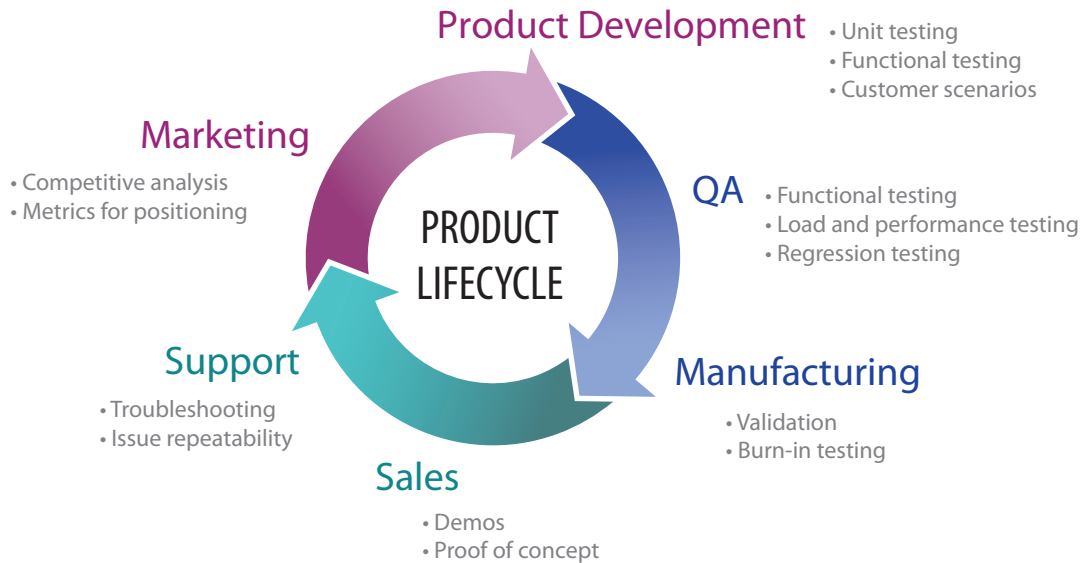 Product Development
• Unit testing
• Functional testing
• Customer scenarios
Marketing
• Competitive analysis
• Metrics for positioning
QA
• Functional testing
• Load and performance testing
• Regression testing
PRODUCT
LIFECYCLE
Support
• Troubleshooting
• Issue repeatability
Manufacturing
• Validation
• Burn-in testing
Sales
• Demos
• Proof of concept